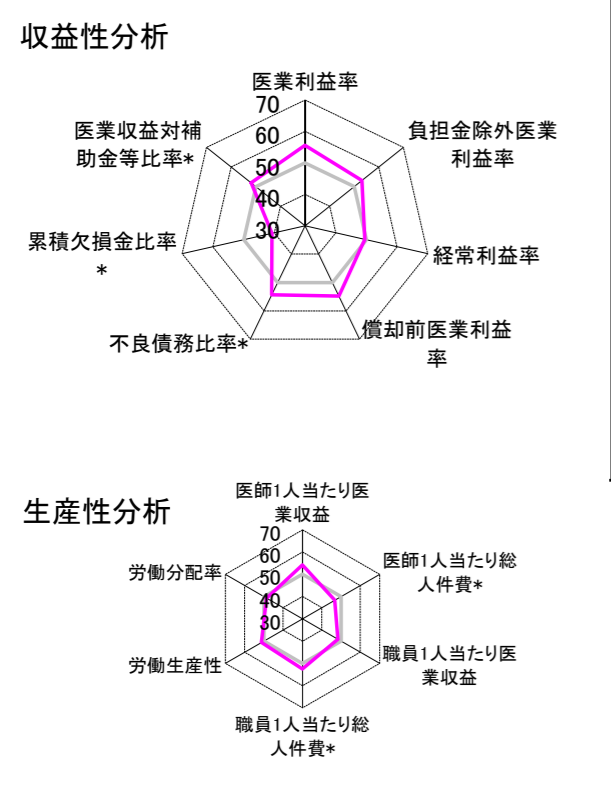 収益性分析
医業利益率
70
60
50
40
30
負担金除外医業
利益率
経常利益率
償却前医業利益
率
不良債務比率*
累積欠損金比率
*
医業収益対補
助金等比率*
生産性分析
医師1人当たり医
業収益
70
60
50
40
30
医師1人当たり総
人件費*
職員1人当たり医
業収益
職員1人当たり総
人件費*
労働生産性
労働分配率